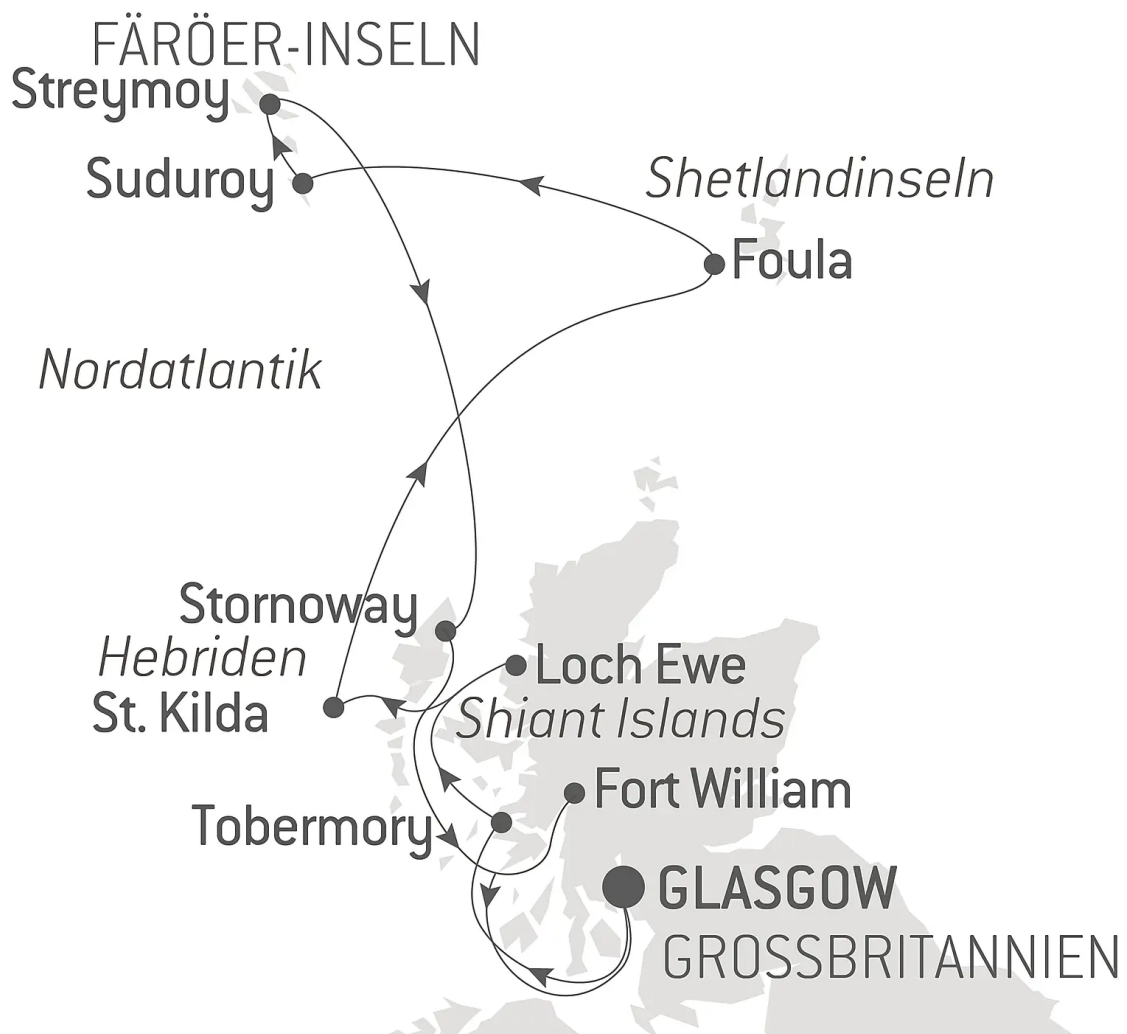 FÄRÖER-INSELN
Streymoy
Suduroy
Shetlandinseln
Foula
Nordatlantik
Stornoway
Hebriden
Loch Ewe
St. Kilda
Shiant Islands
Fort William
Tobermory
GLASGOW
GROSSBRITANNIEN